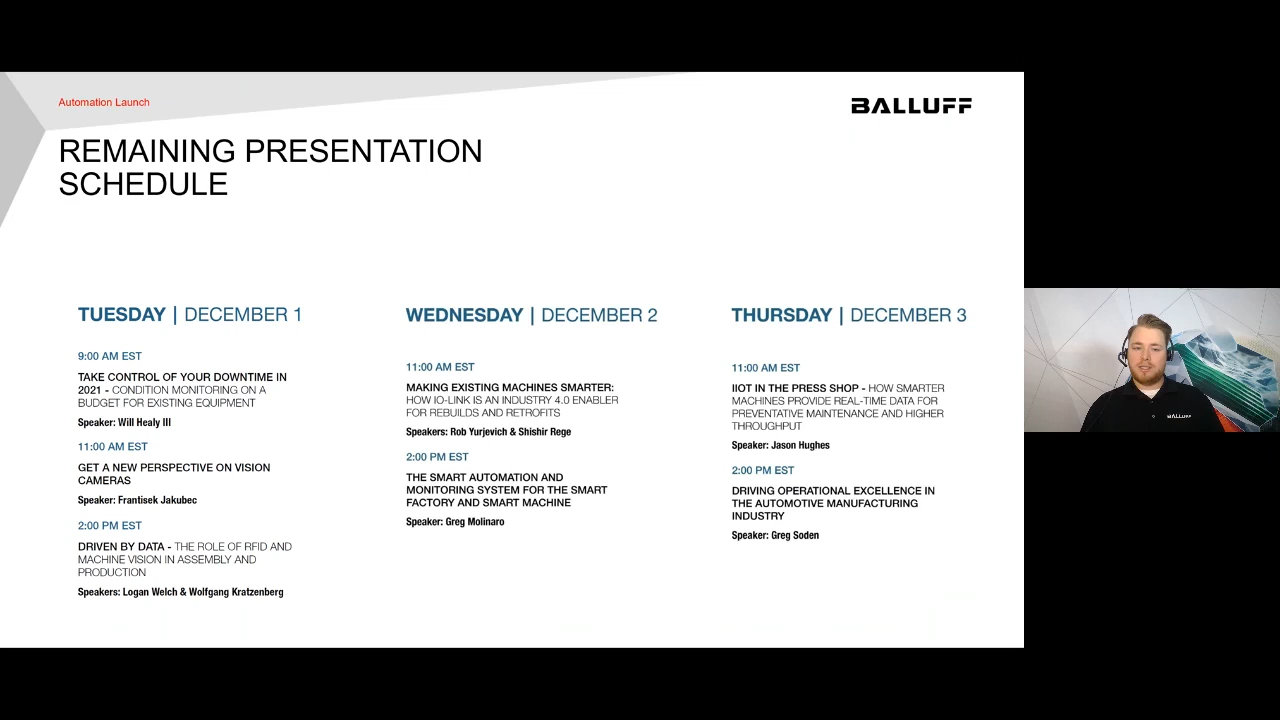 Automation Launch
BALLUFF
REMAINING PRESENTATION
SCHEDULE
TUESDAY | DECEMBER 1
9:00 AM EST
TAKE CONTROL OF YOUR DOWNTIME IN
2021 - CONDITION MONITORING ON A
BUDGET FOR EXISTING EQUIPMENT
Speaker: Will Healy III
11:00 AM EST
GET A NEW PERSPECTIVE ON VISION
CAMERAS
Speaker: Frantisek Jakubec
2:00 PM EST
DRIVEN BY DATA - THE ROLE OF RFID AND
MACHINE VISION IN ASSEMBLY AND
PRODUCTION
Speakers: Logan Welch & Wolfgang Kratzenberg
WEDNESDAY | DECEMBER 2
11:00 AM EST
MAKING EXISTING MACHINES SMARTER:
HOW IO-LINK IS AN INDUSTRY 4.0 ENABLER
FOR REBUILDS AND RETROFITS
Speakers: Rob Yurjevich & Shishir Rege
2:00 PM EST
THE SMART AUTOMATION AND
MONITORING SYSTEM FOR THE SMART
FACTORY AND SMART MACHINE
Speaker: Greg Molinaro
THURSDAY | DECEMBER 3
11:00 AM EST
IIOT IN THE PRESS SHOP - HOW SMARTER
MACHINES PROVIDE REAL-TIME DATA FOR
PREVENTATIVE MAINTENANCE AND HIGHER
THROUGHPUT
Speaker: Jason Hughes
2:00 PM EST
DRIVING OPERATIONAL EXCELLENCE IN
THE AUTOMOTIVE MANUFACTURING
INDUSTRY
Speaker: Greg Soden
BALLUFF